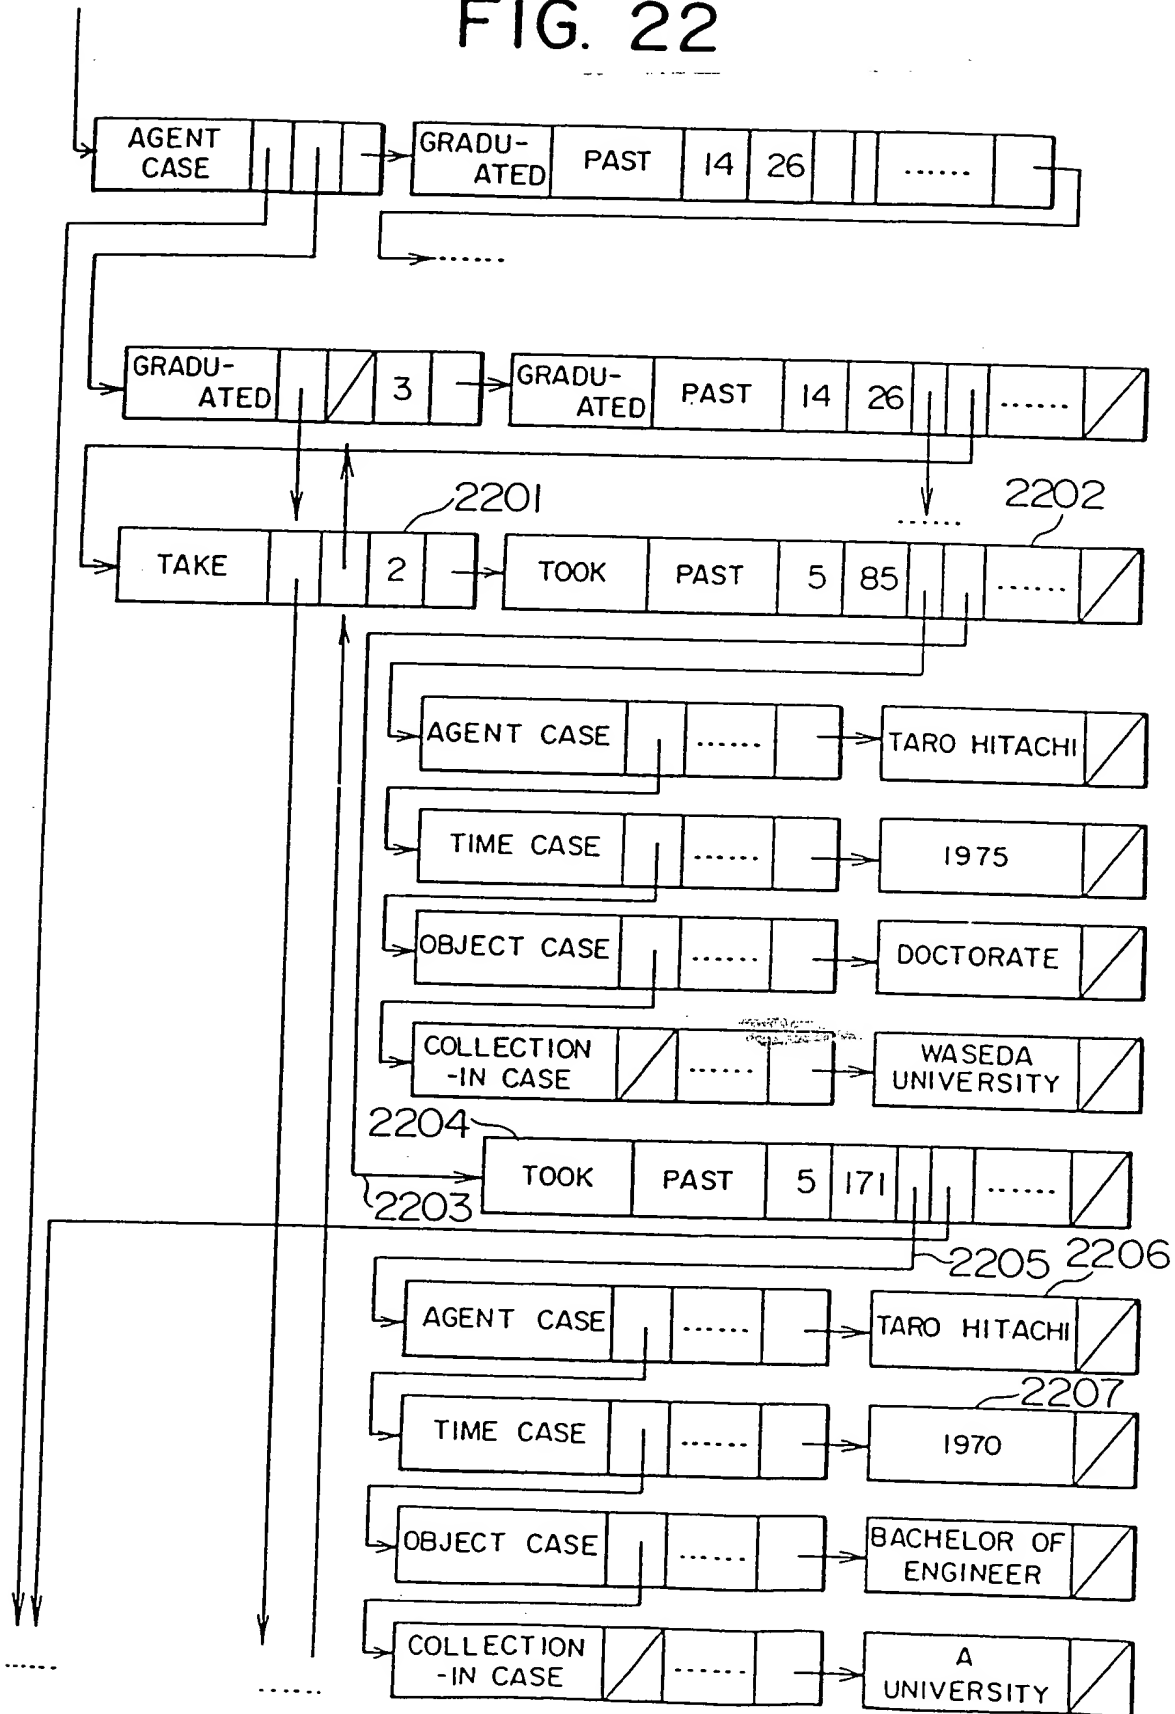 FIG. 22
AGENT
CASE
GRADU-
ATED
PAST
14
26
......
......
GRADU-
ATED
3
GRADU-
ATED
PAST
14
26
......
2201
......
2202
TAKE
2
TOOK
PAST
5
85
......
AGENT CASE
......
TARO HITACHI
TIME CASE
......
1975
OBJECT CASE
......
DOCTORATE
COLLECTION
-IN CASE
......
WASEDA
UNIVERSITY
2204
TOOK
PAST
5
171
......
2203
2205
2206
AGENT CASE
......
TARO HITACHI
2207
TIME CASE
......
1970
OBJECT CASE
......
BACHELOR OF
ENGINEER
COLLECTION
-IN CASE
......
A
UNIVERSITY
......
......